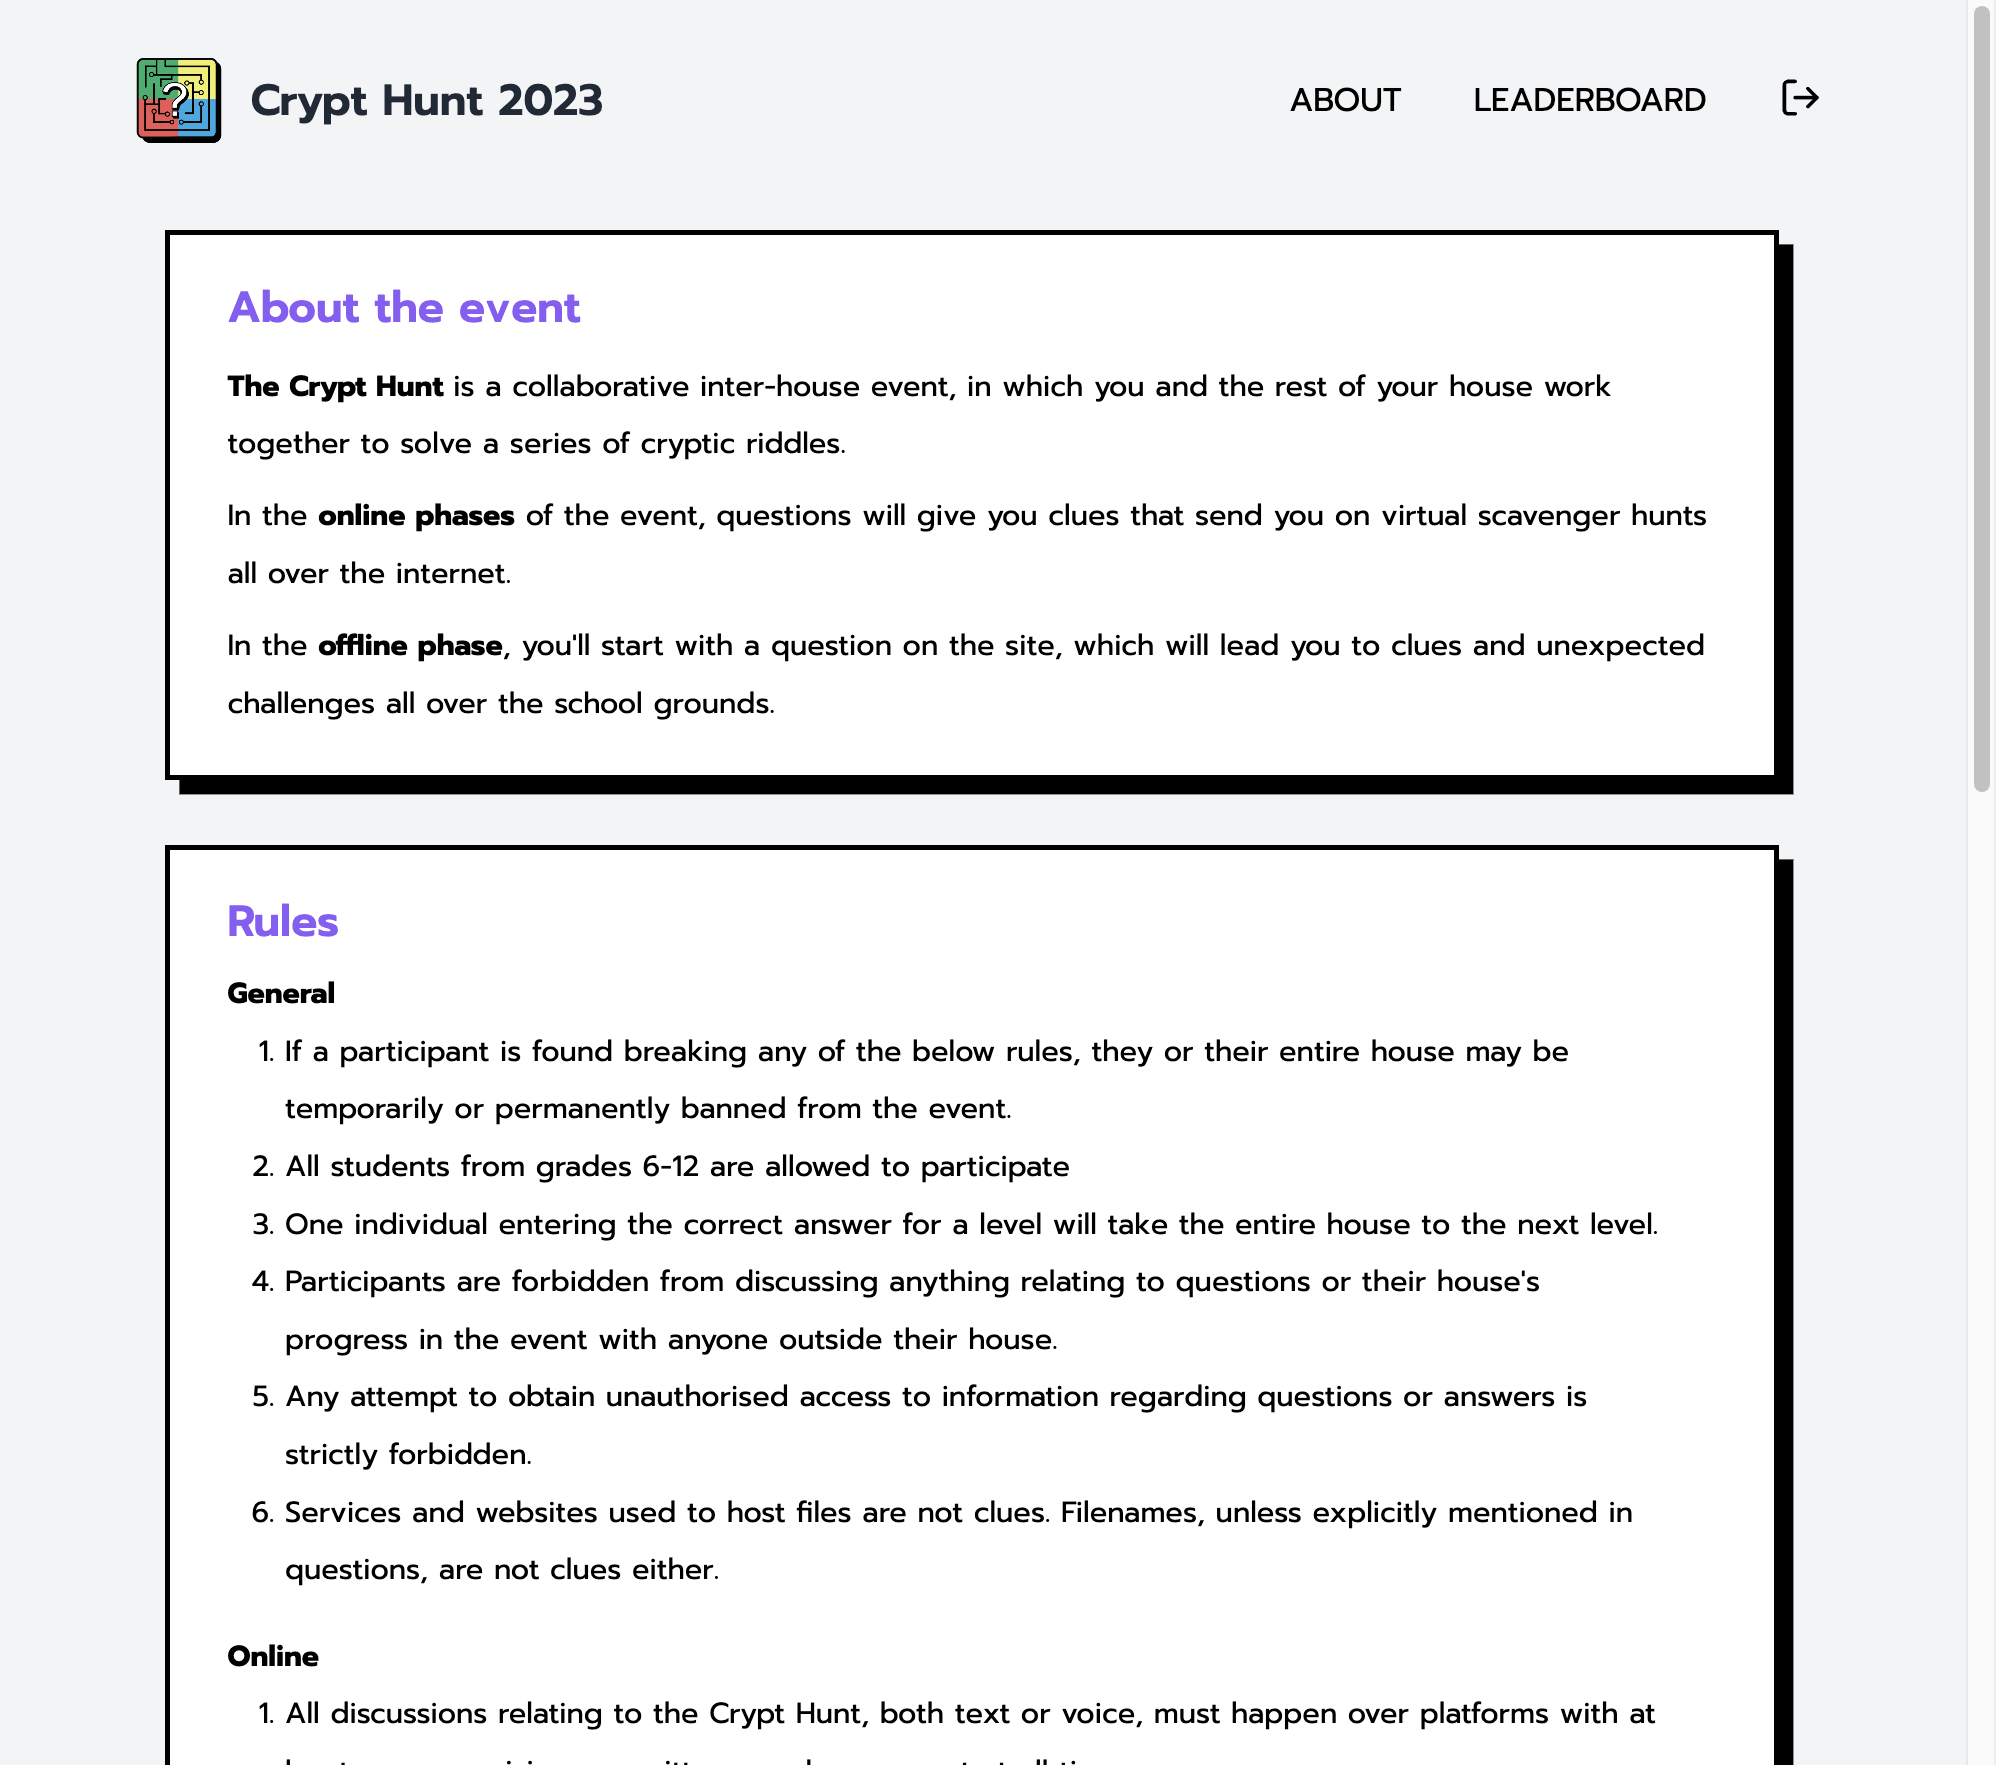 ?
Crypt Hunt 2023
ABOUT
LEADERBOARD
About the event
The Crypt Hunt is a collaborative inter-house event, in which you and the rest of your house work
together to solve a series of cryptic riddles.
In the online phases of the event, questions will give you clues that send you on virtual scavenger hunts
all over the internet.
In the offline phase, you'll start with a question on the site, which will lead you to clues and unexpected
challenges all over the school grounds.
Rules
General
1. If a participant is found breaking any of the below rules, they or their entire house may be
temporarily or permanently banned from the event.
2. All students from grades 6-12 are allowed to participate
3. One individual entering the correct answer for a level will take the entire house to the next level.
4. Participants are forbidden from discussing anything relating to questions or their house's
progress in the event with anyone outside their house.
5. Any attempt to obtain unauthorised access to information regarding questions or answers is
strictly forbidden.
6. Services and websites used to host files are not clues. Filenames, unless explicitly mentioned in
questions, are not clues either.
Online
1. All discussions relating to the Crypt Hunt, both text or voice, must happen over platforms with at